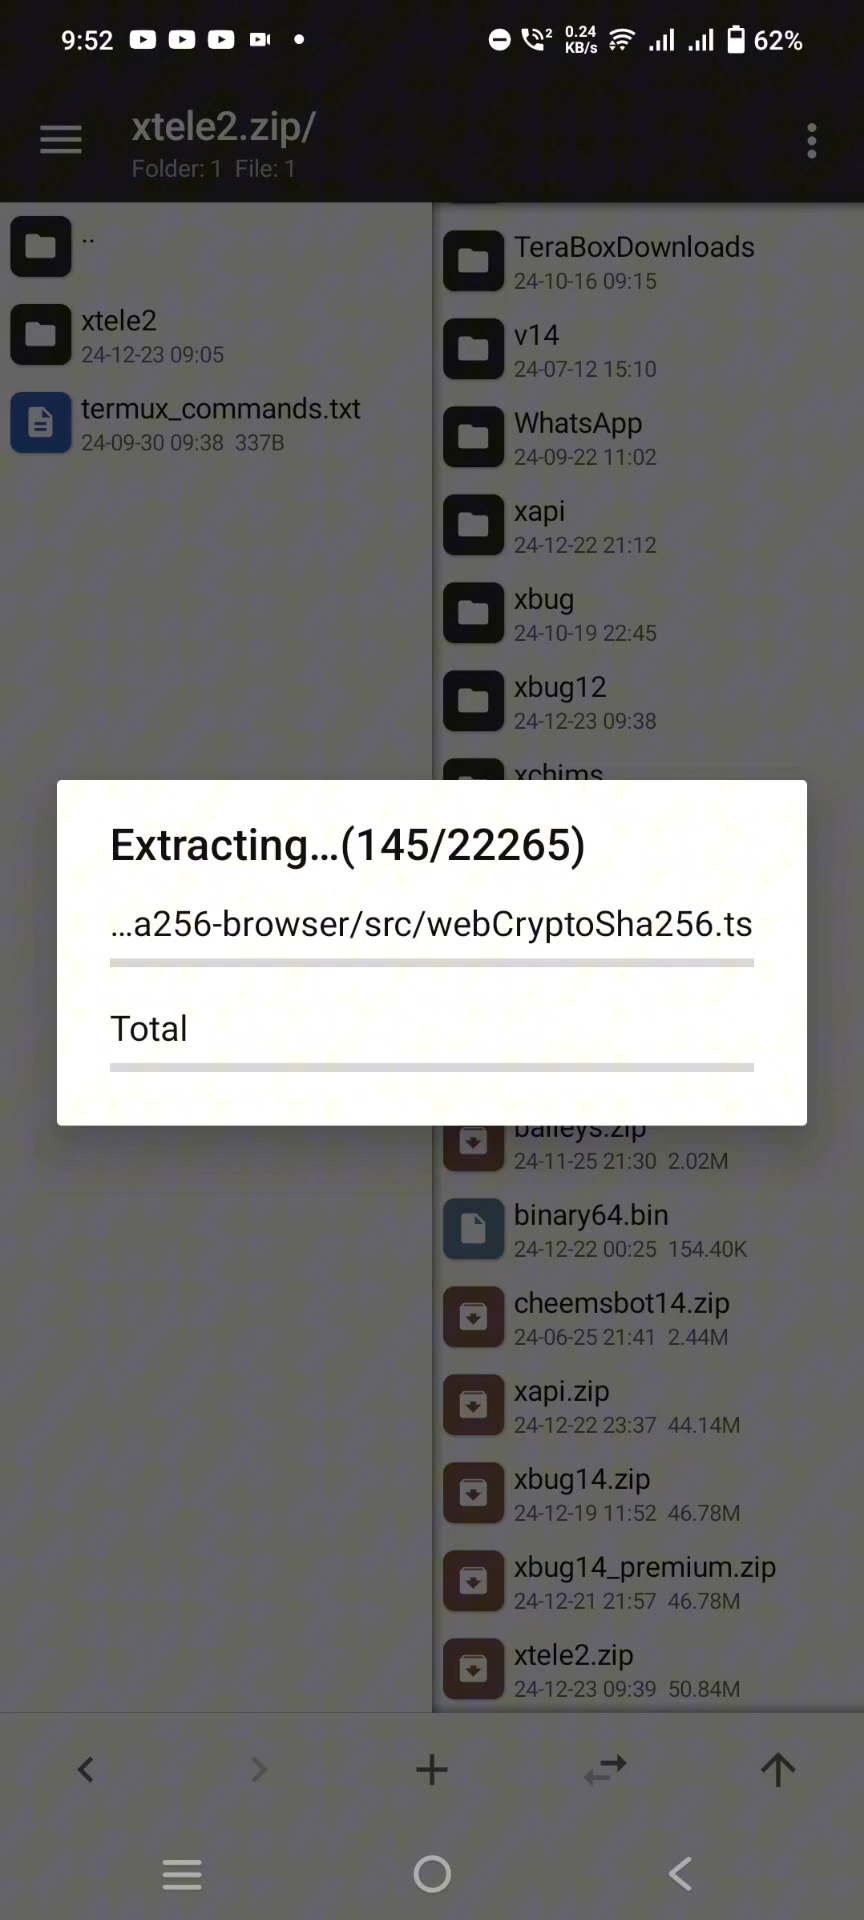 9:52
0.24
KB/s
62%
xtele2.zip/
Folder: 1 File: 1
..
xtele2
24-12-23 09:05
termux_commands.txt
24-09-30 09:38 337B
TeraBoxDownloads
24-10-16 09:15
v14
24-07-12 15:10
WhatsApp
24-09-22 11:02
xapi
24-12-22 21:12
xbug
24-10-19 22:45
xbug12
24-12-23 09:38
xchims
Extracting...(145/22265)
...a256-browser/src/webCryptoSha256.ts
Total
baileys.zip
24-11-25 21:30 2.02M
binary64.bin
24-12-22 00:25 154.40K
cheemsbot14.zip
24-06-25 21:41 2.44M
xapi.zip
24-12-22 23:37 44.14M
xbug14.zip
24-12-19 11:52 46.78M
xbug14_premium.zip
24-12-21 21:57 46.78M
xtele2.zip
24-12-23 09:39 50.84M